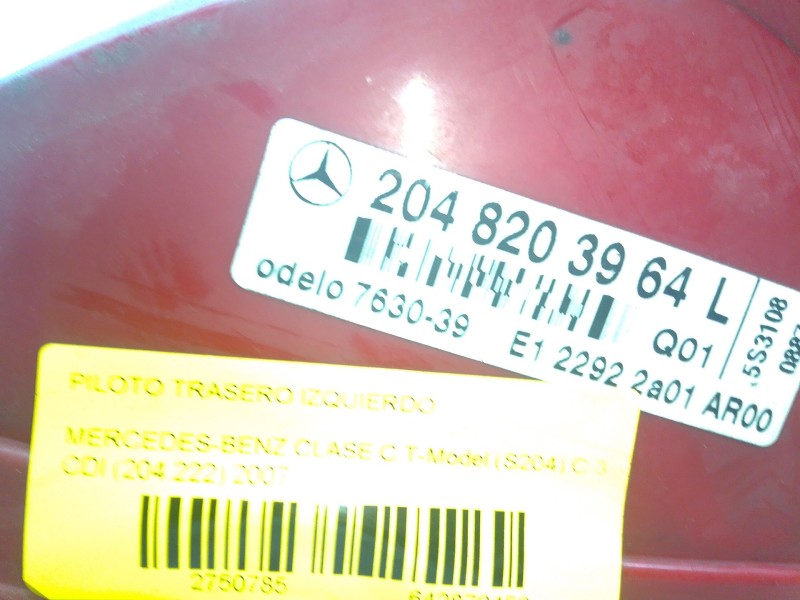 204 820 39 64 L
odelo 7630-39
Q01
E1 2292 2a01 AR00
5S3108
PILOTO TRASERO IZQUIERDO
MERCEDES-BENZ CLASE C T-Model (S204) C 3
CDI (204 222) 2007
2750785